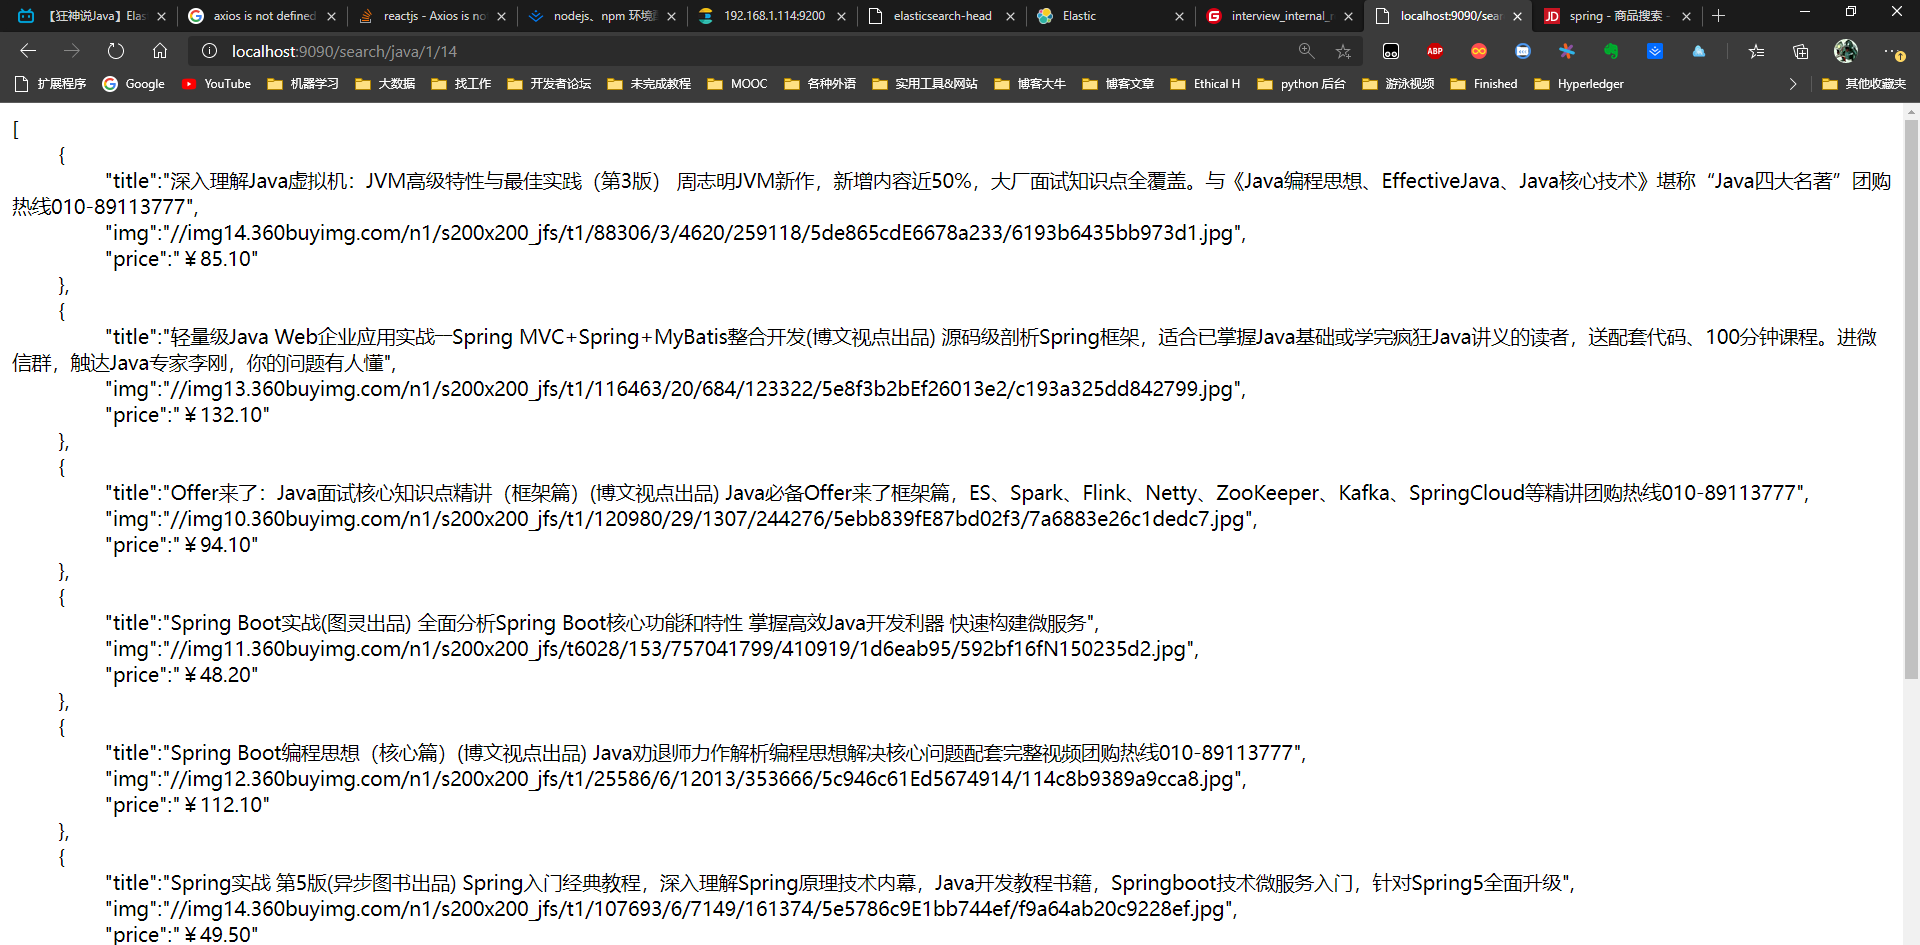 【狂神说Java】Elas
axios is not defined
reactjs - Axios is no
nodejs、npm 环境
192.168.1.114:9200
elasticsearch-head
Elastic
interview_internal_r
localhost:9090/sear
spring - 商品搜索 -
localhost:9090/search/java/1/14
ABP
扩展程序
Google
YouTube
机器学习
大数据
找工作
开发者论坛
未完成教程
MOOC
各种外语
实用工具&网站
博客大牛
博客文章
Ethical H
python 后台
游泳视频
Finished
Hyperledger
其他收藏夹
[
{
"title":"深入理解Java虚拟机：JVM高级特性与最佳实践（第3版） 周志明JVM新作，新增内容近50%，大厂面试知识点全覆盖。与《Java编程思想、EffectiveJava、Java核心技术》堪称“Java四大名著”团购
热线010-89113777",
"img":"//img14.360buyimg.com/n1/s200x200_jfs/t1/88306/3/4620/259118/5de865cdE6678a233/6193b6435bb973d1.jpg",
"price":"￥85.10"
},
{
"title":"轻量级Java Web企业应用实战—Spring MVC+Spring+MyBatis整合开发(博文视点出品) 源码级剖析Spring框架，适合已掌握Java基础或学完疯狂Java讲义的读者，送配套代码、100分钟课程。进微
信群，触达Java专家李刚，你的问题有人懂",
"img":"//img13.360buyimg.com/n1/s200x200_jfs/t1/116463/20/684/123322/5e8f3b2bEf26013e2/c193a325dd842799.jpg",
"price":"￥132.10"
},
{
"title":"Offer来了：Java面试核心知识点精讲（框架篇）(博文视点出品) Java必备Offer来了框架篇，ES、Spark、Flink、Netty、ZooKeeper、Kafka、SpringCloud等精讲团购热线010-89113777",
"img":"//img10.360buyimg.com/n1/s200x200_jfs/t1/120980/29/1307/244276/5ebb839fE87bd02f3/7a6883e26c1dedc7.jpg",
"price":"￥94.10"
},
{
"title":"Spring Boot实战(图灵出品) 全面分析Spring Boot核心功能和特性 掌握高效Java开发利器 快速构建微服务",
"img":"//img11.360buyimg.com/n1/s200x200_jfs/t6028/153/757041799/410919/1d6eab95/592bf16fN150235d2.jpg",
"price":"￥48.20"
},
{
"title":"Spring Boot编程思想（核心篇）(博文视点出品) Java劝退师力作解析编程思想解决核心问题配套完整视频团购热线010-89113777",
"img":"//img12.360buyimg.com/n1/s200x200_jfs/t1/25586/6/12013/353666/5c946c61Ed5674914/114c8b9389a9cca8.jpg",
"price":"￥112.10"
},
{
"title":"Spring实战 第5版(异步图书出品) Spring入门经典教程，深入理解Spring原理技术内幕，Java开发教程书籍，Springboot技术微服务入门，针对Spring5全面升级",
"img":"//img14.360buyimg.com/n1/s200x200_jfs/t1/107693/6/7149/161374/5e5786c9E1bb744ef/f9a64ab20c9228ef.jpg",
"price":"￥49.50"